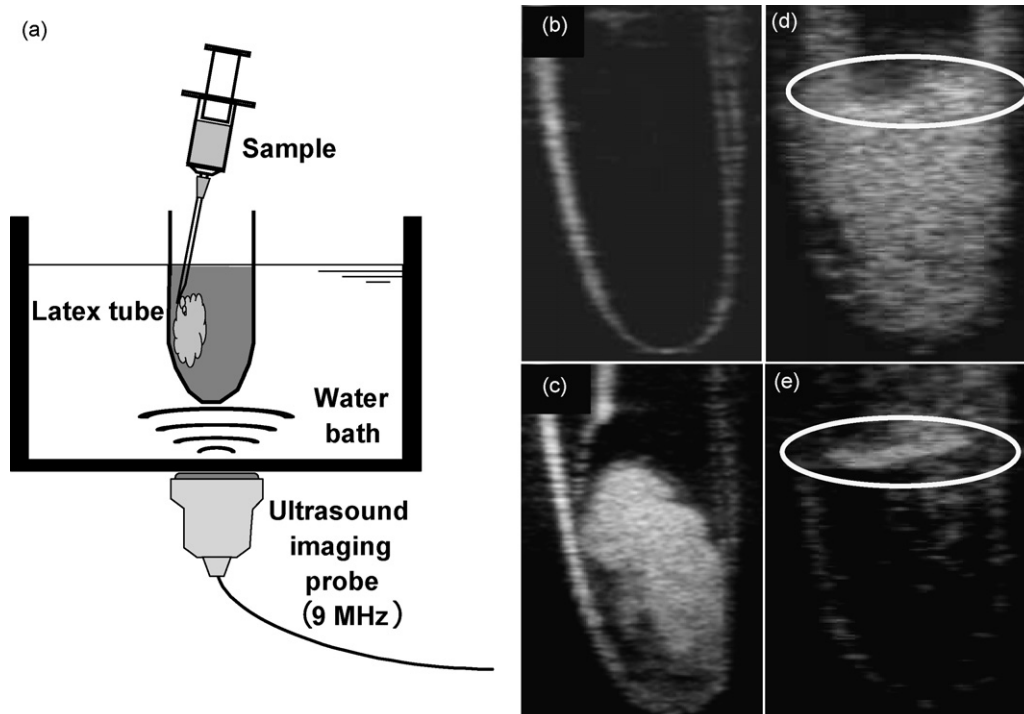 (a)
Sample
Latex tube
Water
bath
Ultrasound
imaging
probe
(9 MHz)
(b)
(d)
(c)
(e)